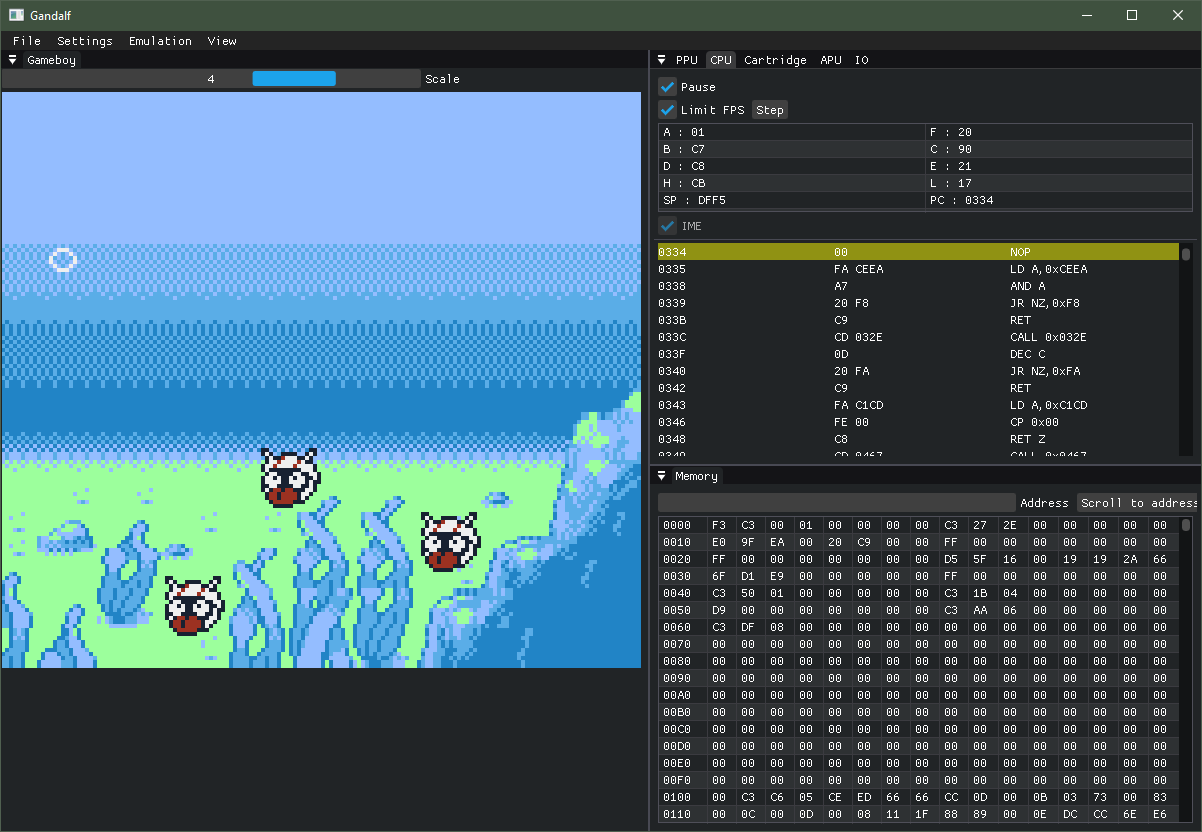 Gandalf
File Settings Emulation View
Gameboy
4 Scale
PPU CPU Cartridge APU IO
Pause
Limit FPS Step
A : 01 F : 20
B : C7 C : 90
D : C8 E : 21
H : CB L : 17
SP : DFF5 PC : 0334
IME
0334 00 NOP
0335 FA CEEA LD A,0xCEEA
0338 A7 AND A
0339 20 F8 JR NZ,0xF8
033B C9 RET
033C CD 032E CALL 0x032E
033F 0D DEC C
0340 20 FA JR NZ,0xFA
0342 C9 RET
0343 FA C1CD LD A,0xC1CD
0346 FE 00 CP 0x00
0348 C8 RET Z
0349 CD 0467 CALL 0x0467
Memory
Address Scroll to address
0000 F3 C3 00 01 00 00 00 00 C3 27 2E 00 00 00 00 00
0010 E0 9F EA 00 20 C9 00 00 FF 00 00 00 00 00 00 00
0020 FF 00 00 00 00 00 00 00 D5 5F 16 00 19 19 2A 66
0030 6F D1 E9 00 00 00 00 00 FF 00 00 00 00 00 00 00
0040 C3 50 01 00 00 00 00 00 C3 1B 04 00 00 00 00 00
0050 D9 00 00 00 00 00 00 00 C3 AA 06 00 00 00 00 00
0060 C3 DF 08 00 00 00 00 00 00 00 00 00 00 00 00 00
0070 00 00 00 00 00 00 00 00 00 00 00 00 00 00 00 00
0080 00 00 00 00 00 00 00 00 00 00 00 00 00 00 00 00
0090 00 00 00 00 00 00 00 00 00 00 00 00 00 00 00 00
00A0 00 00 00 00 00 00 00 00 00 00 00 00 00 00 00 00
00B0 00 00 00 00 00 00 00 00 00 00 00 00 00 00 00 00
00C0 00 00 00 00 00 00 00 00 00 00 00 00 00 00 00 00
00D0 00 00 00 00 00 00 00 00 00 00 00 00 00 00 00 00
00E0 00 00 00 00 00 00 00 00 00 00 00 00 00 00 00 00
00F0 00 00 00 00 00 00 00 00 00 00 00 00 00 00 00 00
0100 00 C3 C6 05 CE ED 66 66 CC 0D 00 0B 03 73 00 83
0110 00 0C 00 0D 00 08 11 1F 88 89 00 0E DC CC 6E E6